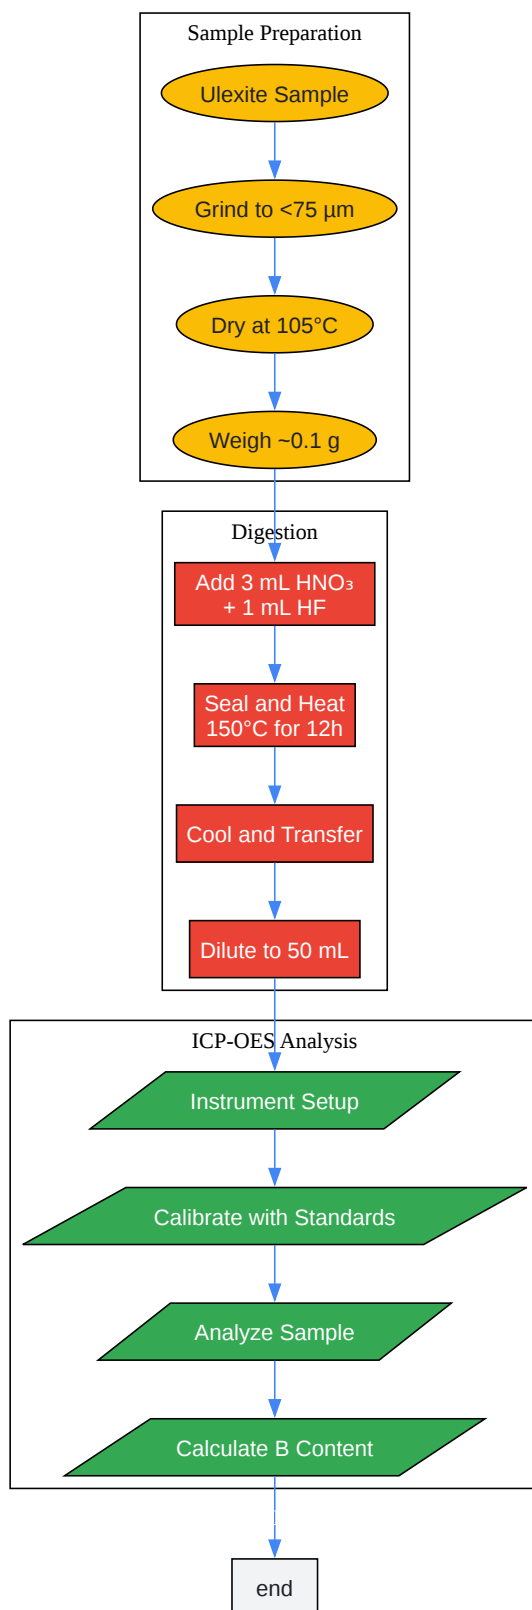 Sample Preparation
Ulexite Sample
Grind to <75 µm
Dry at 105°C
Weigh ~0.1 g
Digestion
Add 3 mL HNO₃
+ 1 mL HF
Seal and Heat
150°C for 12h
Cool and Transfer
Dilute to 50 mL
ICP-OES Analysis
Instrument Setup
Calibrate with Standards
Analyze Sample
Calculate B Content
end